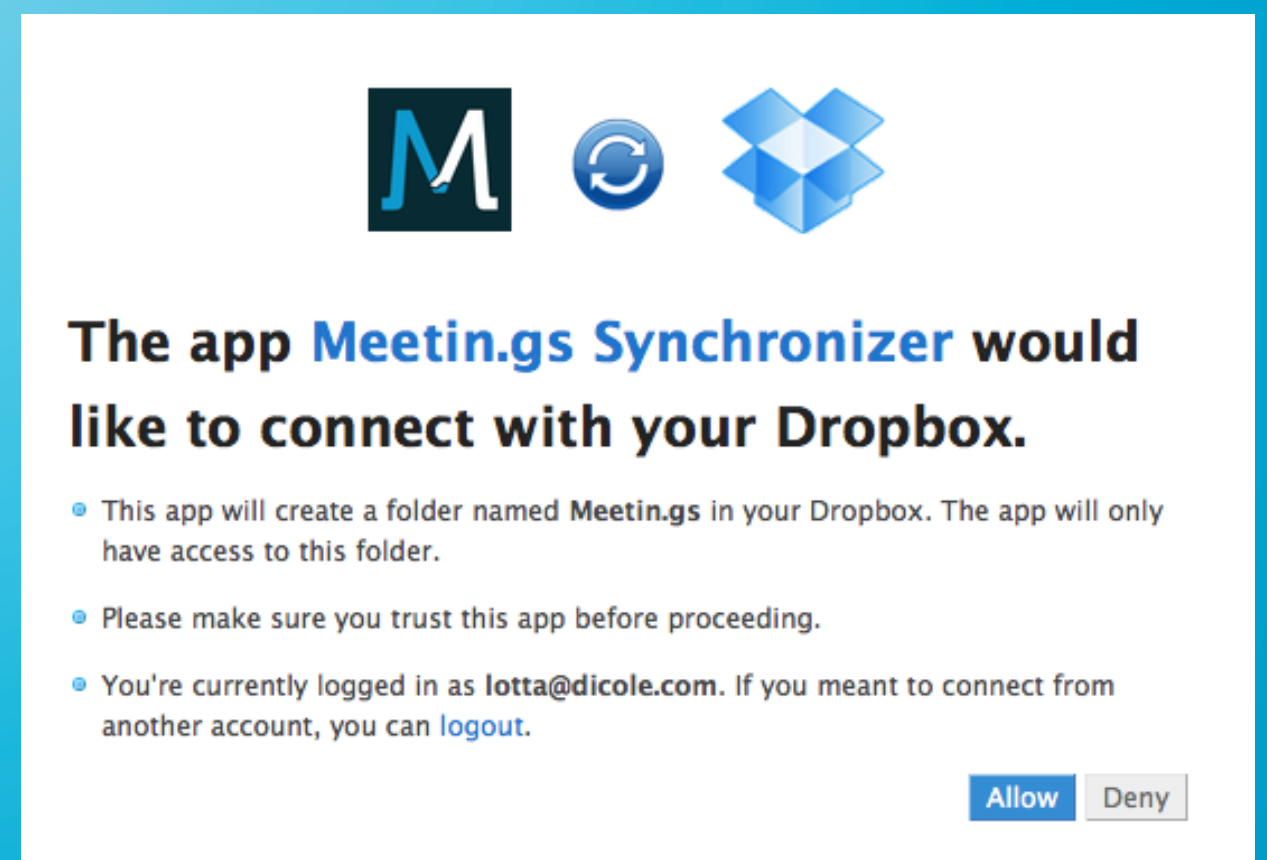 The app Meetin.gs Synchronizer would
like to connect with your Dropbox.
This app will create a folder named Meetin.gs in your Dropbox. The app will only
have access to this folder.
Please make sure you trust this app before proceeding.
You're currently logged in as lotta@dicole.com. If you meant to connect from
another account, you can logout.
Allow Deny